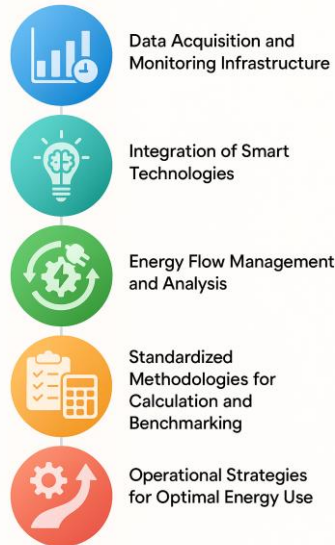 Data Acquisition and
Monitoring Infrastructure
Integration of Smart
Technologies
Energy Flow Management
and Analysis
Standardized
Methodologies for
Calculation and
Benchmarking
Operational Strategies
for Optimal Energy Use